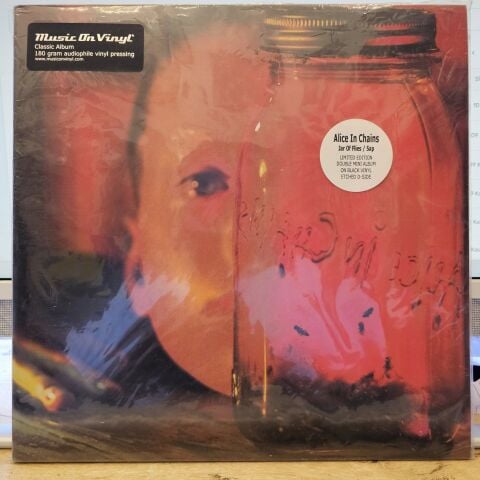 Music On Vinyl®
Classic Album
180 gram audiophile vinyl pressing
www.musiconvinyl.com
Alice In Chains
Jar Of Flies / Sap
LIMITED EDITION
DOUBLE MINI ALBUM
ON BLACK VINYL
ETCHED D-SIDE